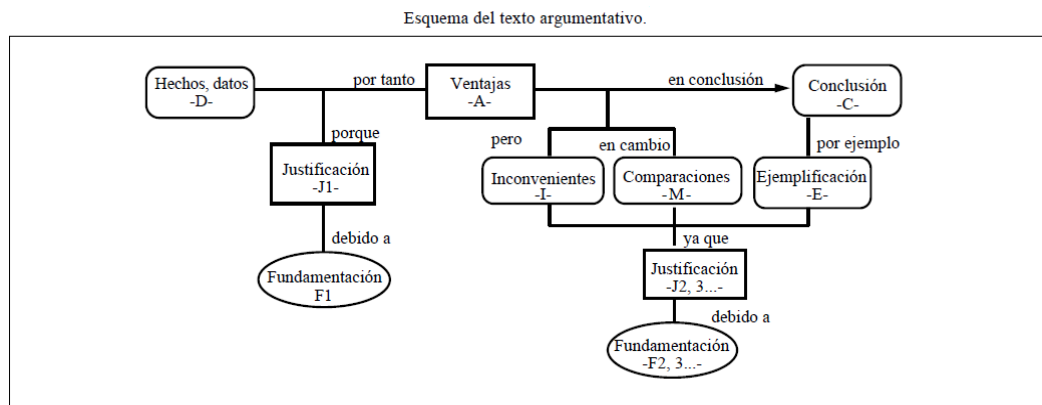 Esquema del texto argumentativo.
Hechos, datos
-D-
por tanto
Ventajas
-A-
en conclusión
Conclusión
-C-
porque
pero
en cambio
por ejemplo
Justificación
-J1-
Inconvenientes
-I-
Comparaciones
-M-
Ejemplificación
-E-
debido a
ya que
Fundamentación
F1
Justificación
-J2, 3...-
debido a
Fundamentación
-F2, 3...-